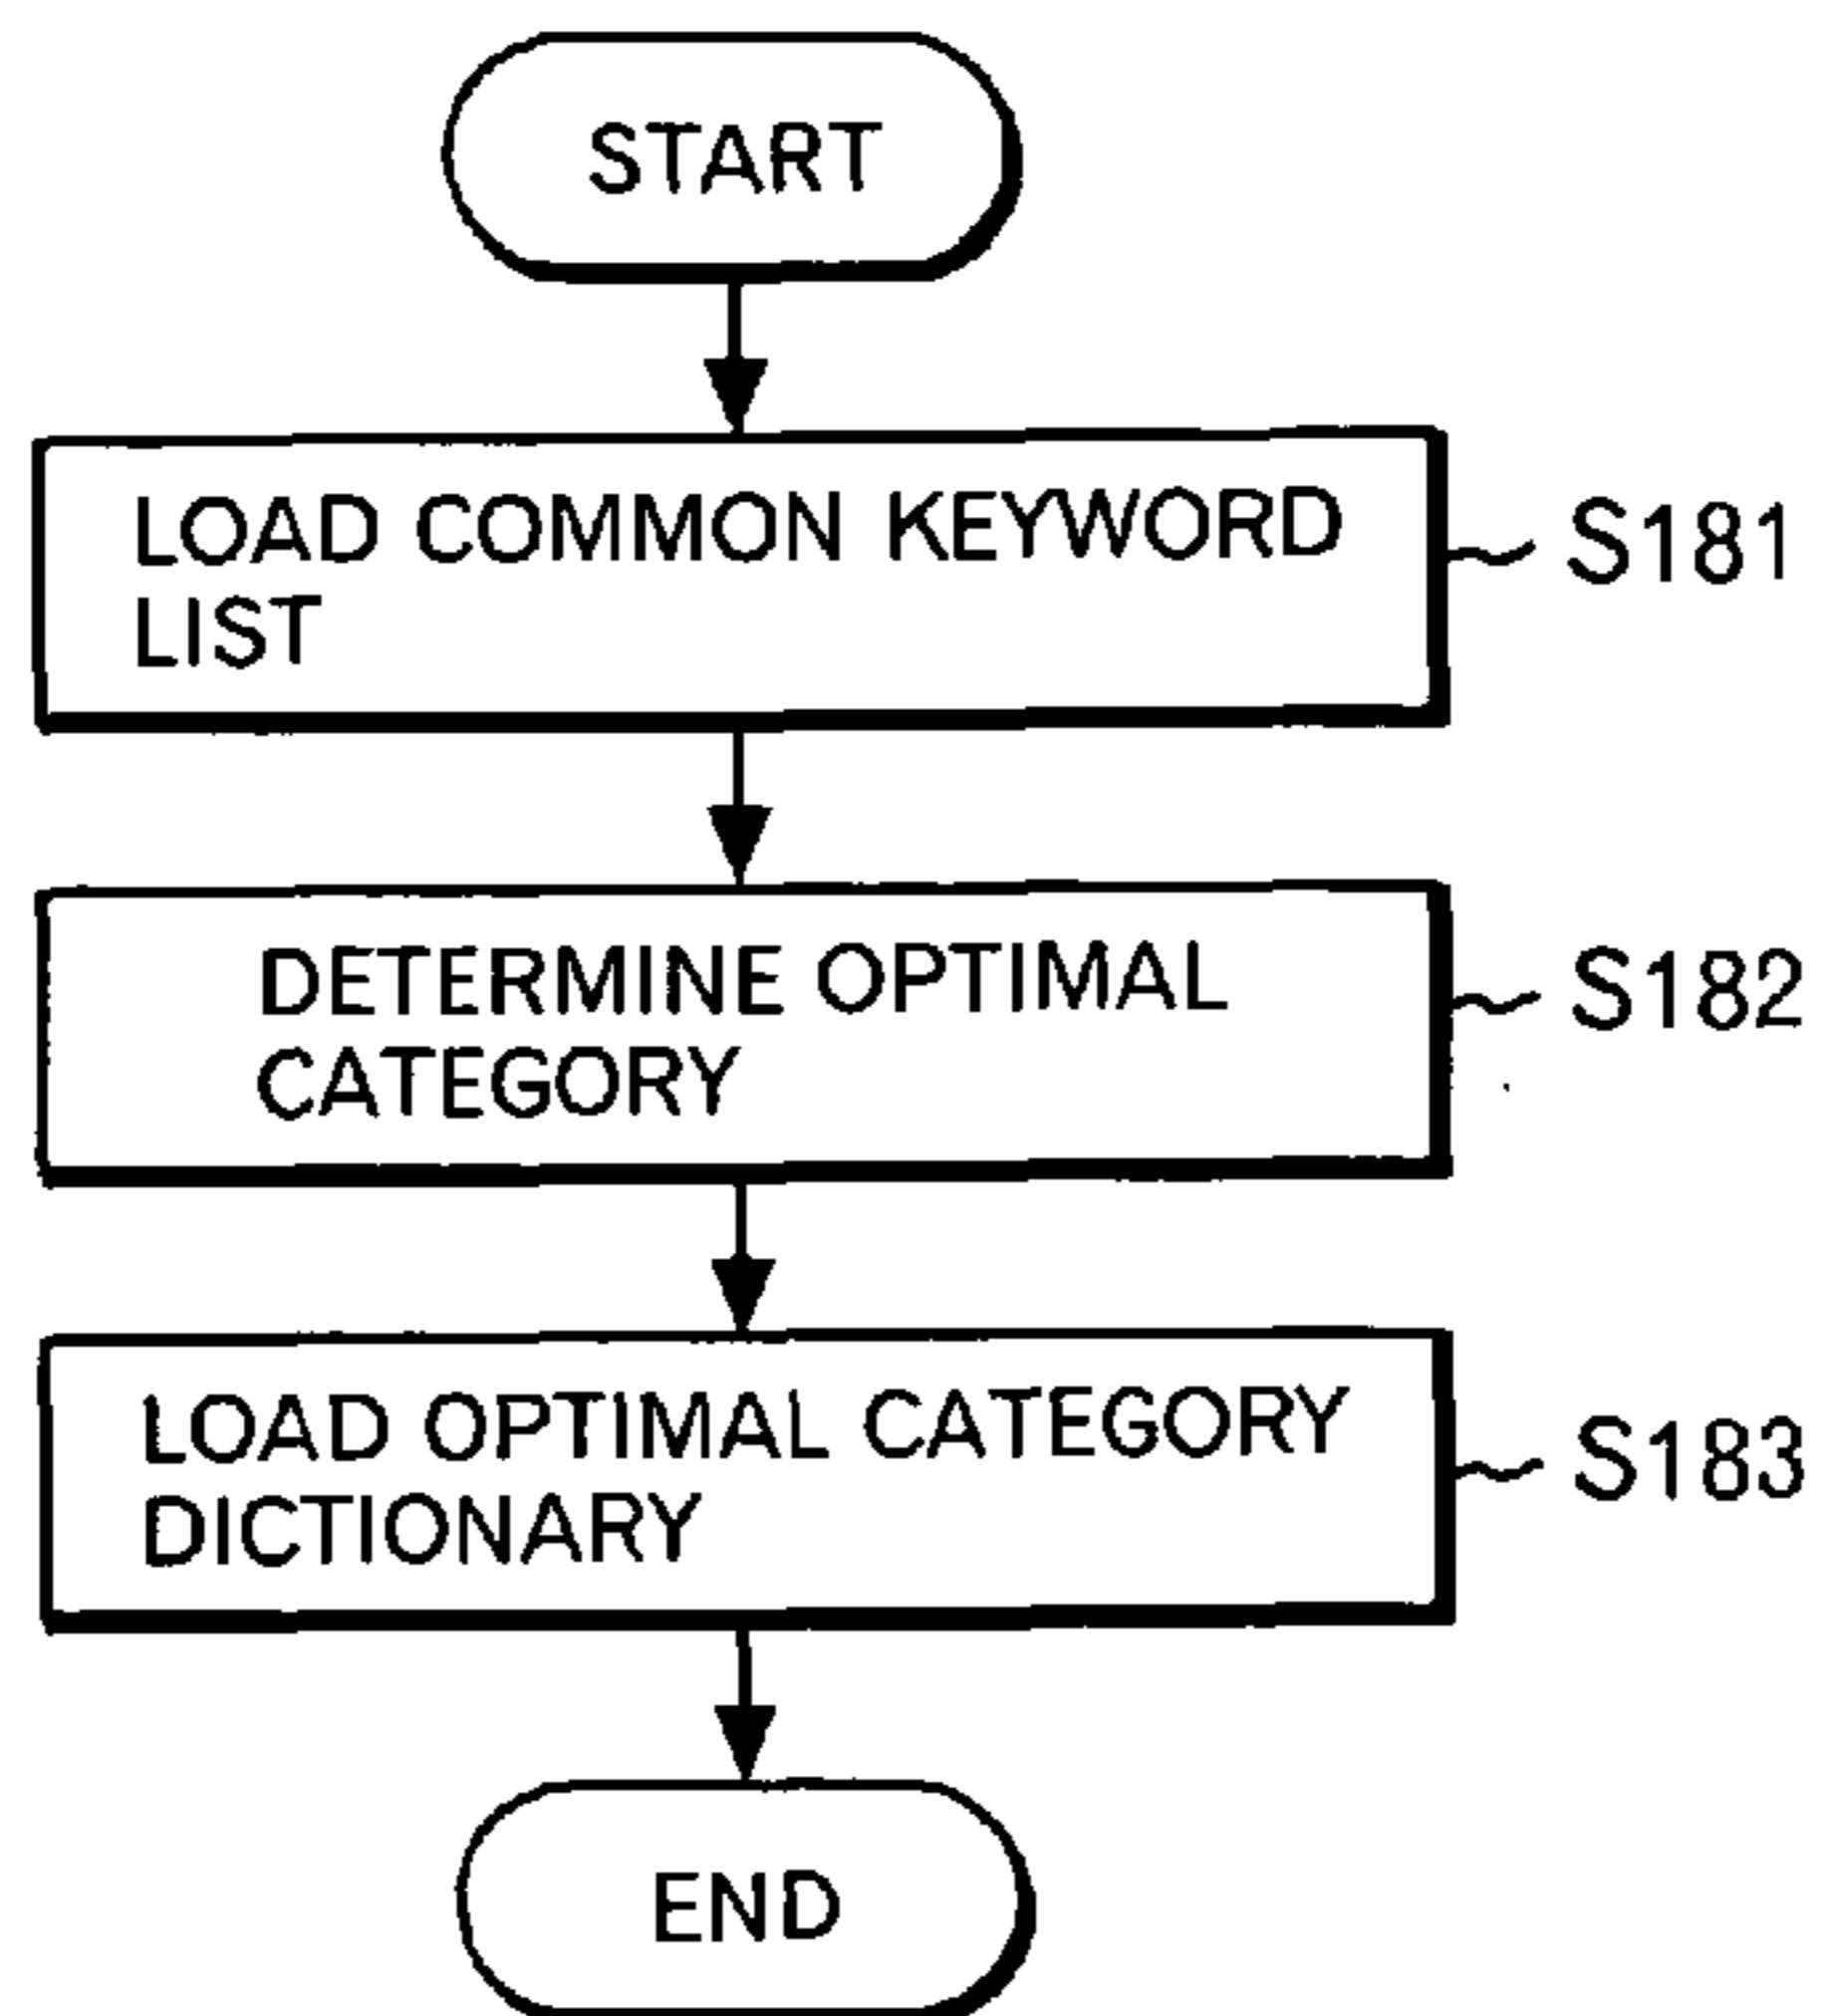 START
LOAD COMMON KEYWORD
LIST
S181
DETERMINE OPTIMAL
CATEGORY
S182
LOAD OPTIMAL CATEGORY
DICTIONARY
S183
END